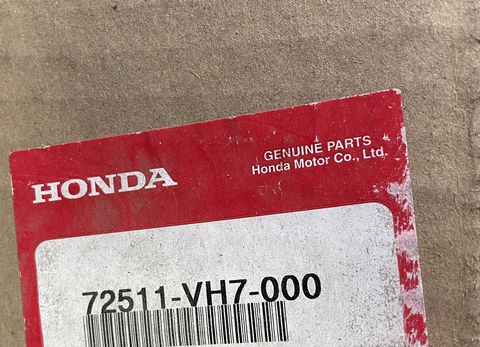 GENUINE PARTS
Honda Motor Co., Ltd.
HONDA
72511-VH7-000